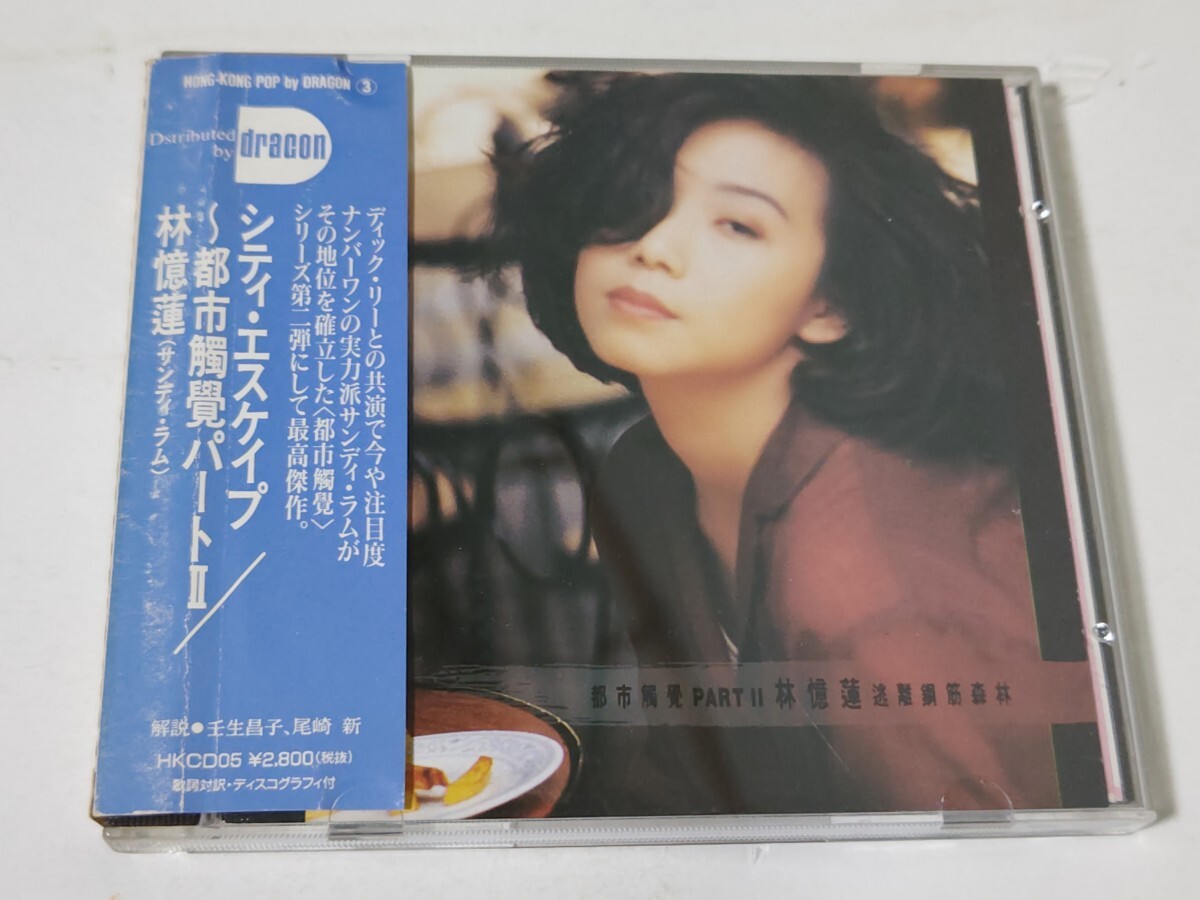 HONG-KONG POP by DRAGON ③
Dstributed
by
dragon
ディック・リーとの共演で今や注目度
ナンバーワンの実力派サンディ・ラムが
その地位を確立した〈都市觸覺〉
シリーズ第二弾にして最高傑作。
シティ・エスケイプ
～都市觸覺パートⅡ／
林憶蓮(サンディ・ラム)
解説●壬生昌子、尾崎 新
HKCD05 ¥2,800(税抜)
歌詞対訳・ディスコグラフィ付
都市觸覺 PART II 林憶蓮 逃離鋼筋森林